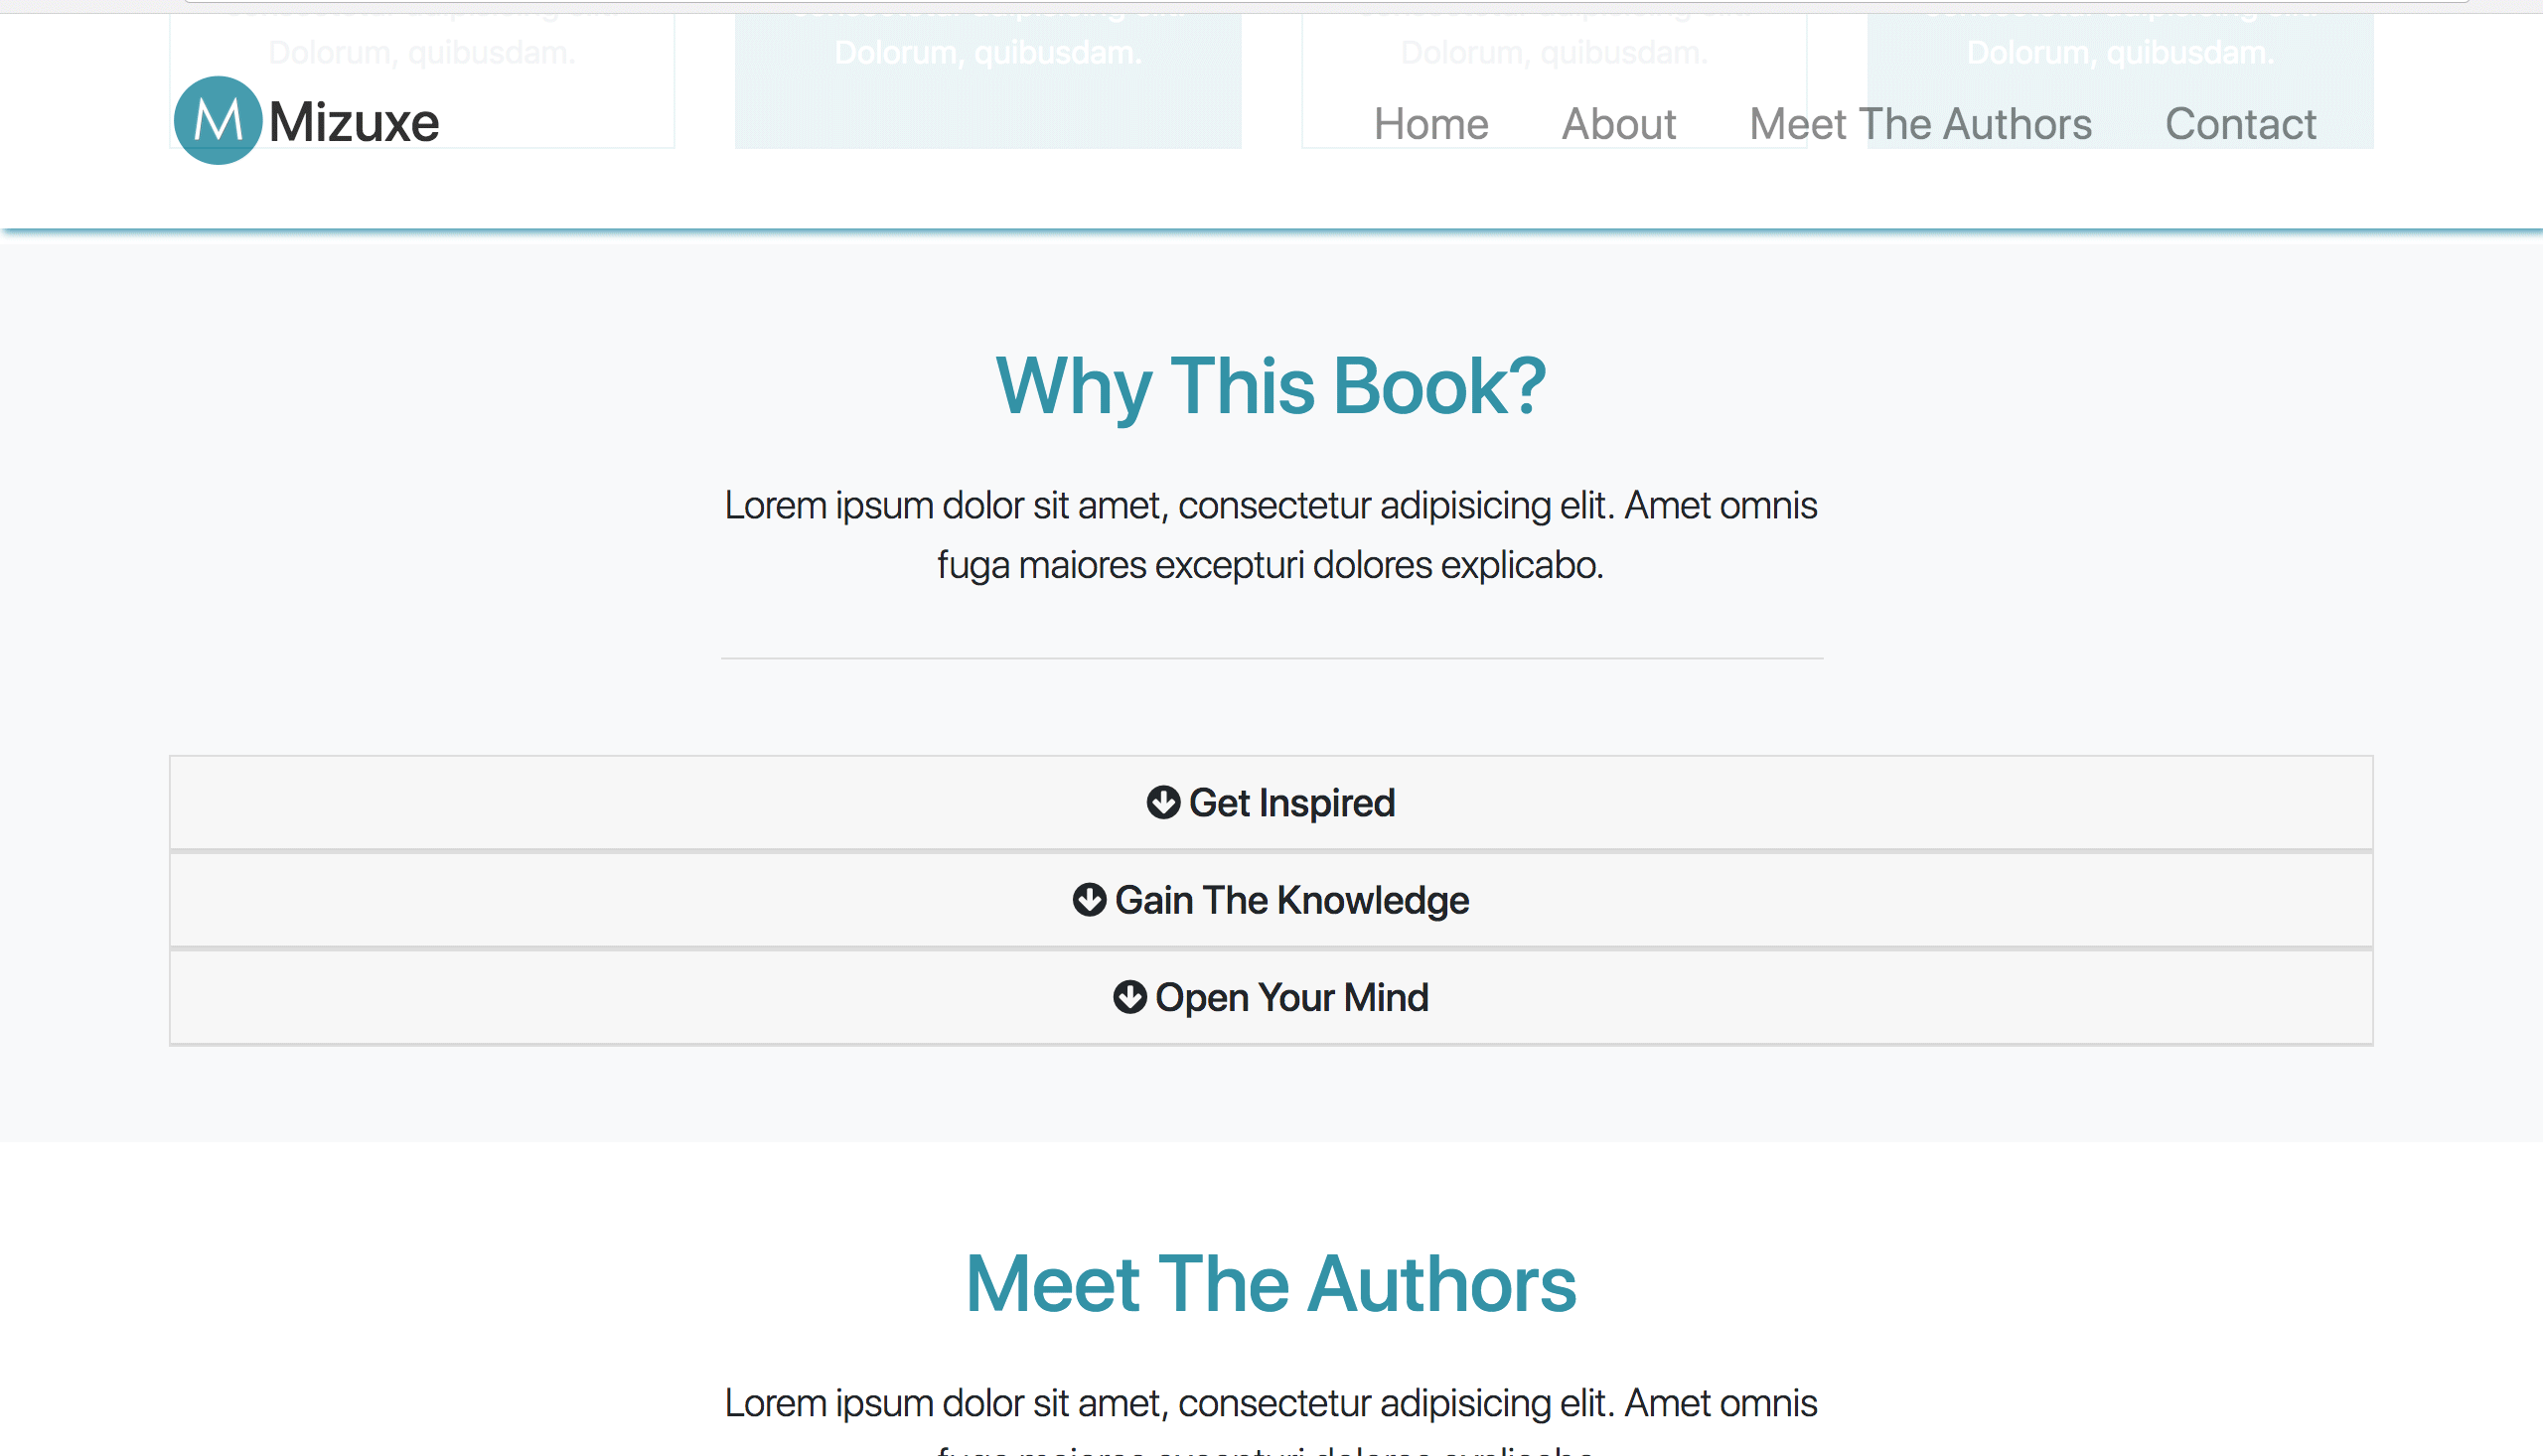 Dolorum, quibusdam. Dolorum, quibusdam. Dolorum, quibusdam. Dolorum, quibusdam.
M Mizuxe Home About Meet The Authors Contact
Why This Book?
Lorem ipsum dolor sit amet, consectetur adipisicing elit. Amet omnis
fuga maiores excepturi dolores explicabo.
Get Inspired
Gain The Knowledge
Open Your Mind
Meet The Authors
Lorem ipsum dolor sit amet, consectetur adipisicing elit. Amet omnis